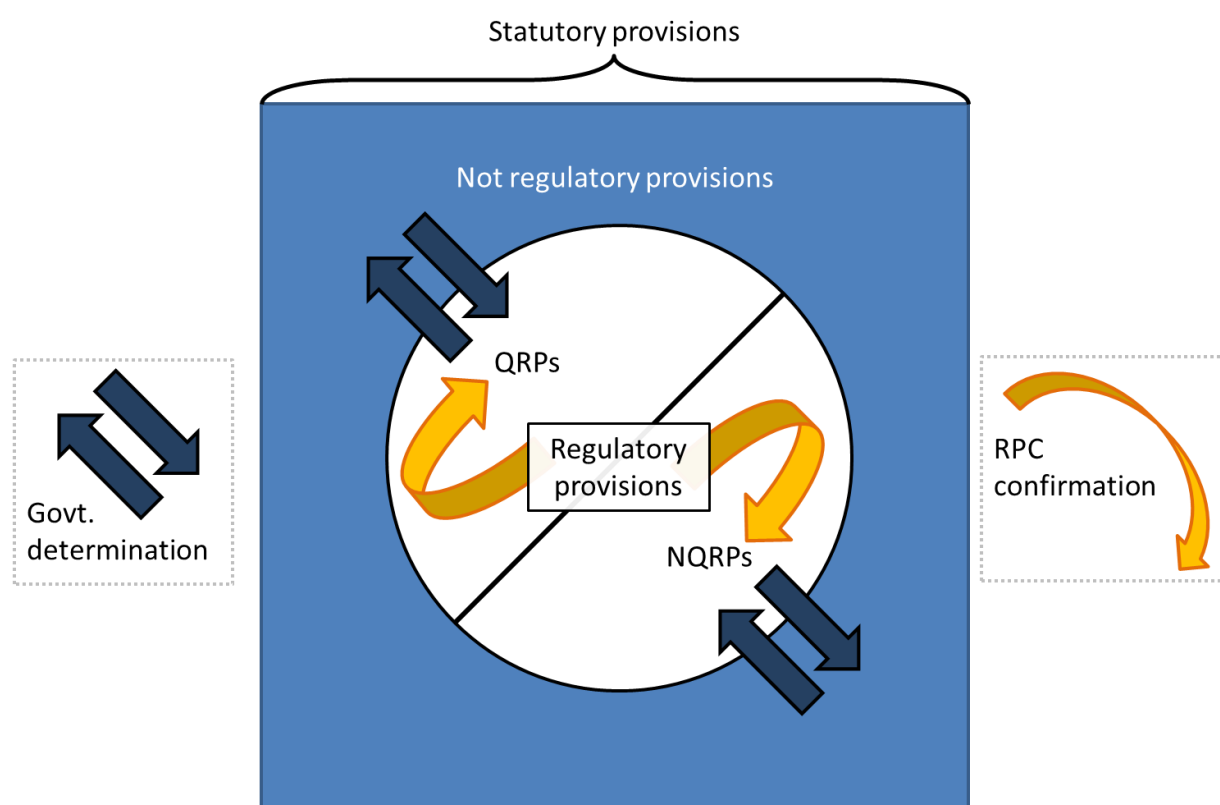 Statutory provisions
Not regulatory provisions
QRPs
Regulatory
provisions
NQRPs
Govt.
determination
RPC
confirmation